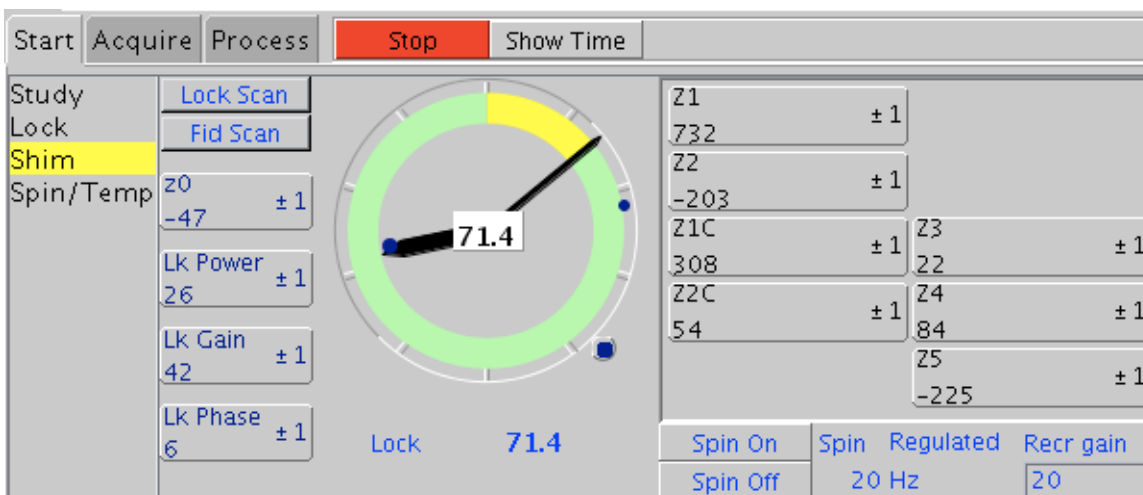 Start Acquire Process Stop Show Time
Study
Lock
Shim
Spin/Temp
Lock Scan
Fid Scan
z0
-47 ±1
Lk Power
26 ±1
Lk Gain
42 ±1
Lk Phase
6 ±1
71.4
Lock 71.4
Z1
732 ±1
Z2
-203 ±1
Z1C
308 ±1
Z2C
54 ±1
Z3
22 ±1
Z4
84 ±1
Z5
-225 ±1
Spin On
Spin Off
Spin Regulated
20 Hz
Recr gain
20